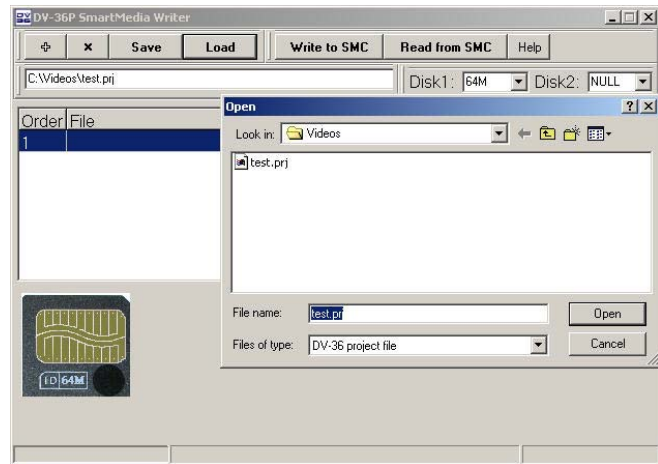 DV-36P SmartMedia Writer
Save Load Write to SMC Read from SMC Help
C:\Videos\test.prj Disk1: 64M Disk2: NULL
Order File
1
Open
Look in: Videos
test.prj
File name: test.prj
Files of type: DV-36 project file
Open
Cancel
ID 64M